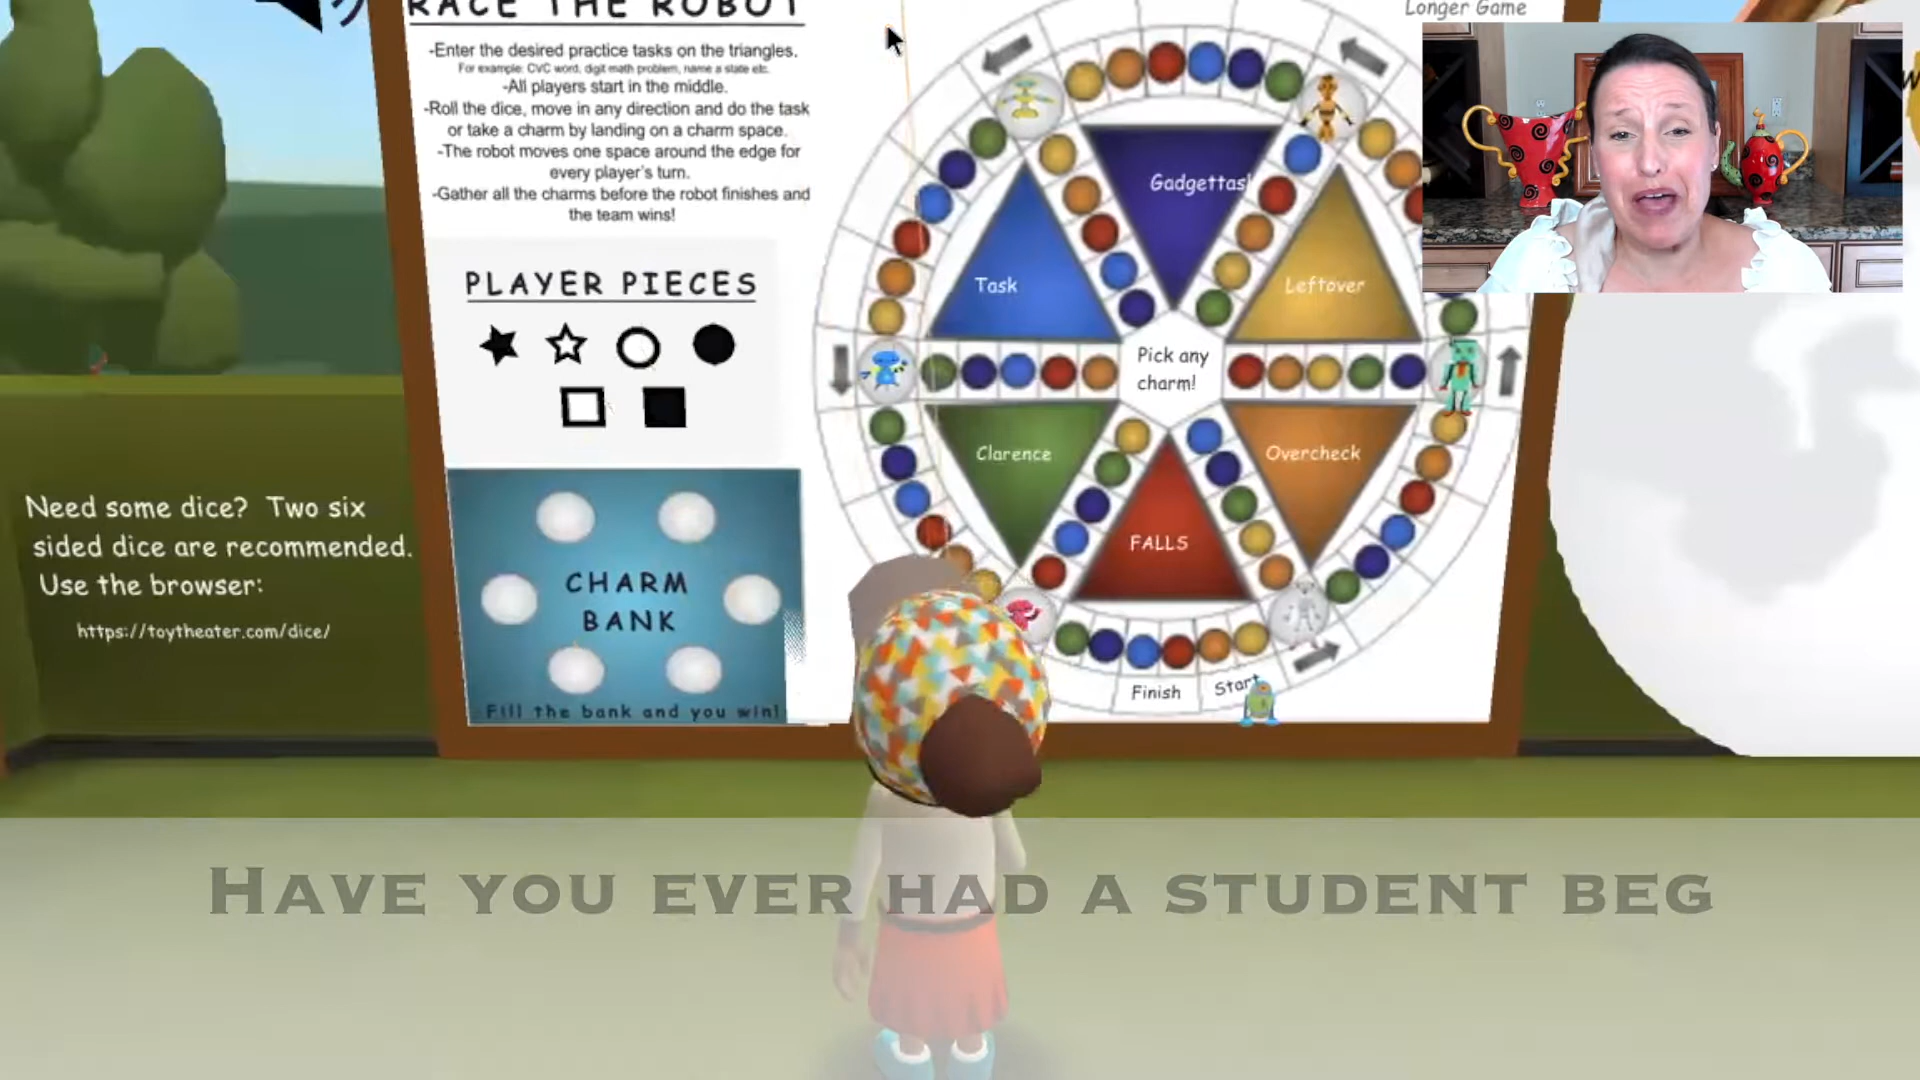 RACE THE ROBOT
-Enter the desired practice tasks on the triangles.
For example: CVC word, digit math problem, name a state etc.
-All players start in the middle.
-Roll the dice, move in any direction and do the task
or take a charm by landing on a charm space.
-The robot moves one space around the edge for
every player's turn.
-Gather all the charms before the robot finishes and
the team wins!
PLAYER PIECES
CHARM
BANK
Fill the bank and you win!
Need some dice? Two six
sided dice are recommended.
Use the browser:
https://toytheater.com/dice/
Longer Game
Gadgettas
Task
Leftover
Pick any
charm!
Clarence
Overcheck
FALLS
Finish
Start
HAVE YOU EVER HAD A STUDENT BEG